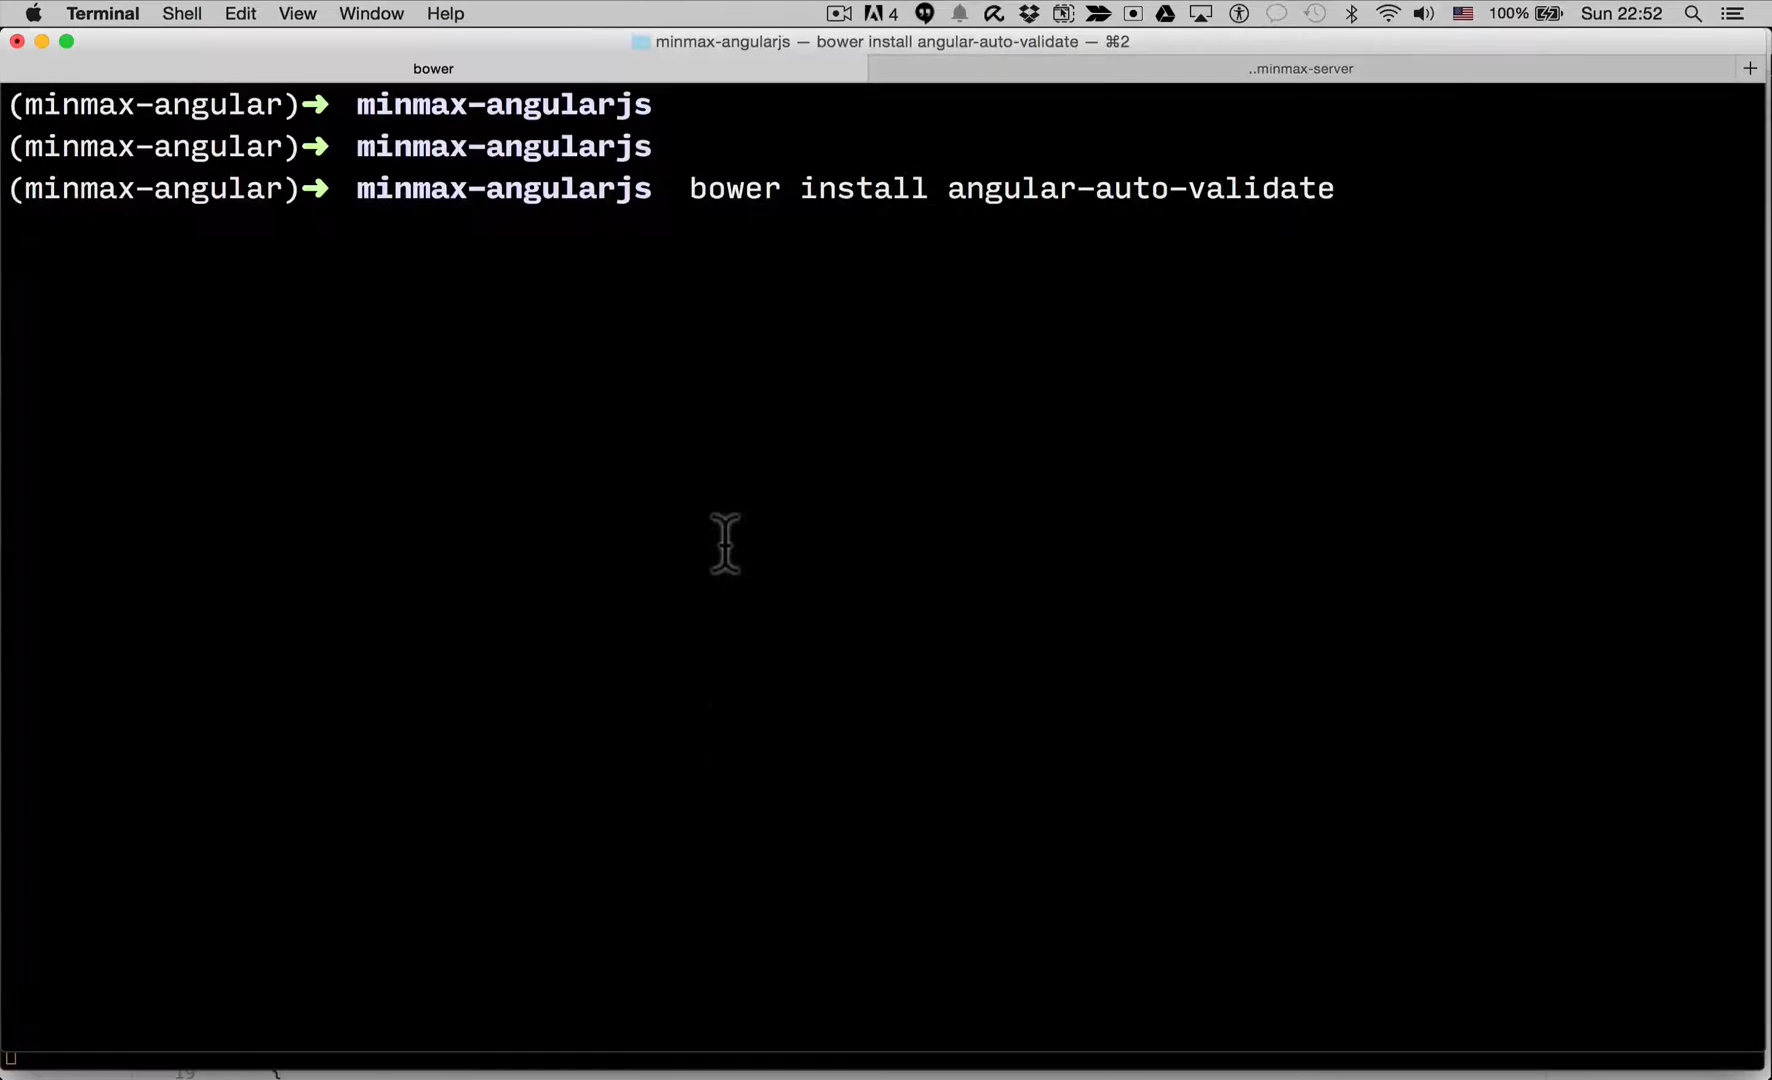 Terminal Shell Edit View Window Help 4 100% Sun 22:52
minmax-angularjs — bower install angular-auto-validate — ⌘2
bower ..minmax-server +
(minmax-angular)➜ minmax-angularjs
(minmax-angular)➜ minmax-angularjs
(minmax-angular)➜ minmax-angularjs bower install angular-auto-validate
19 {